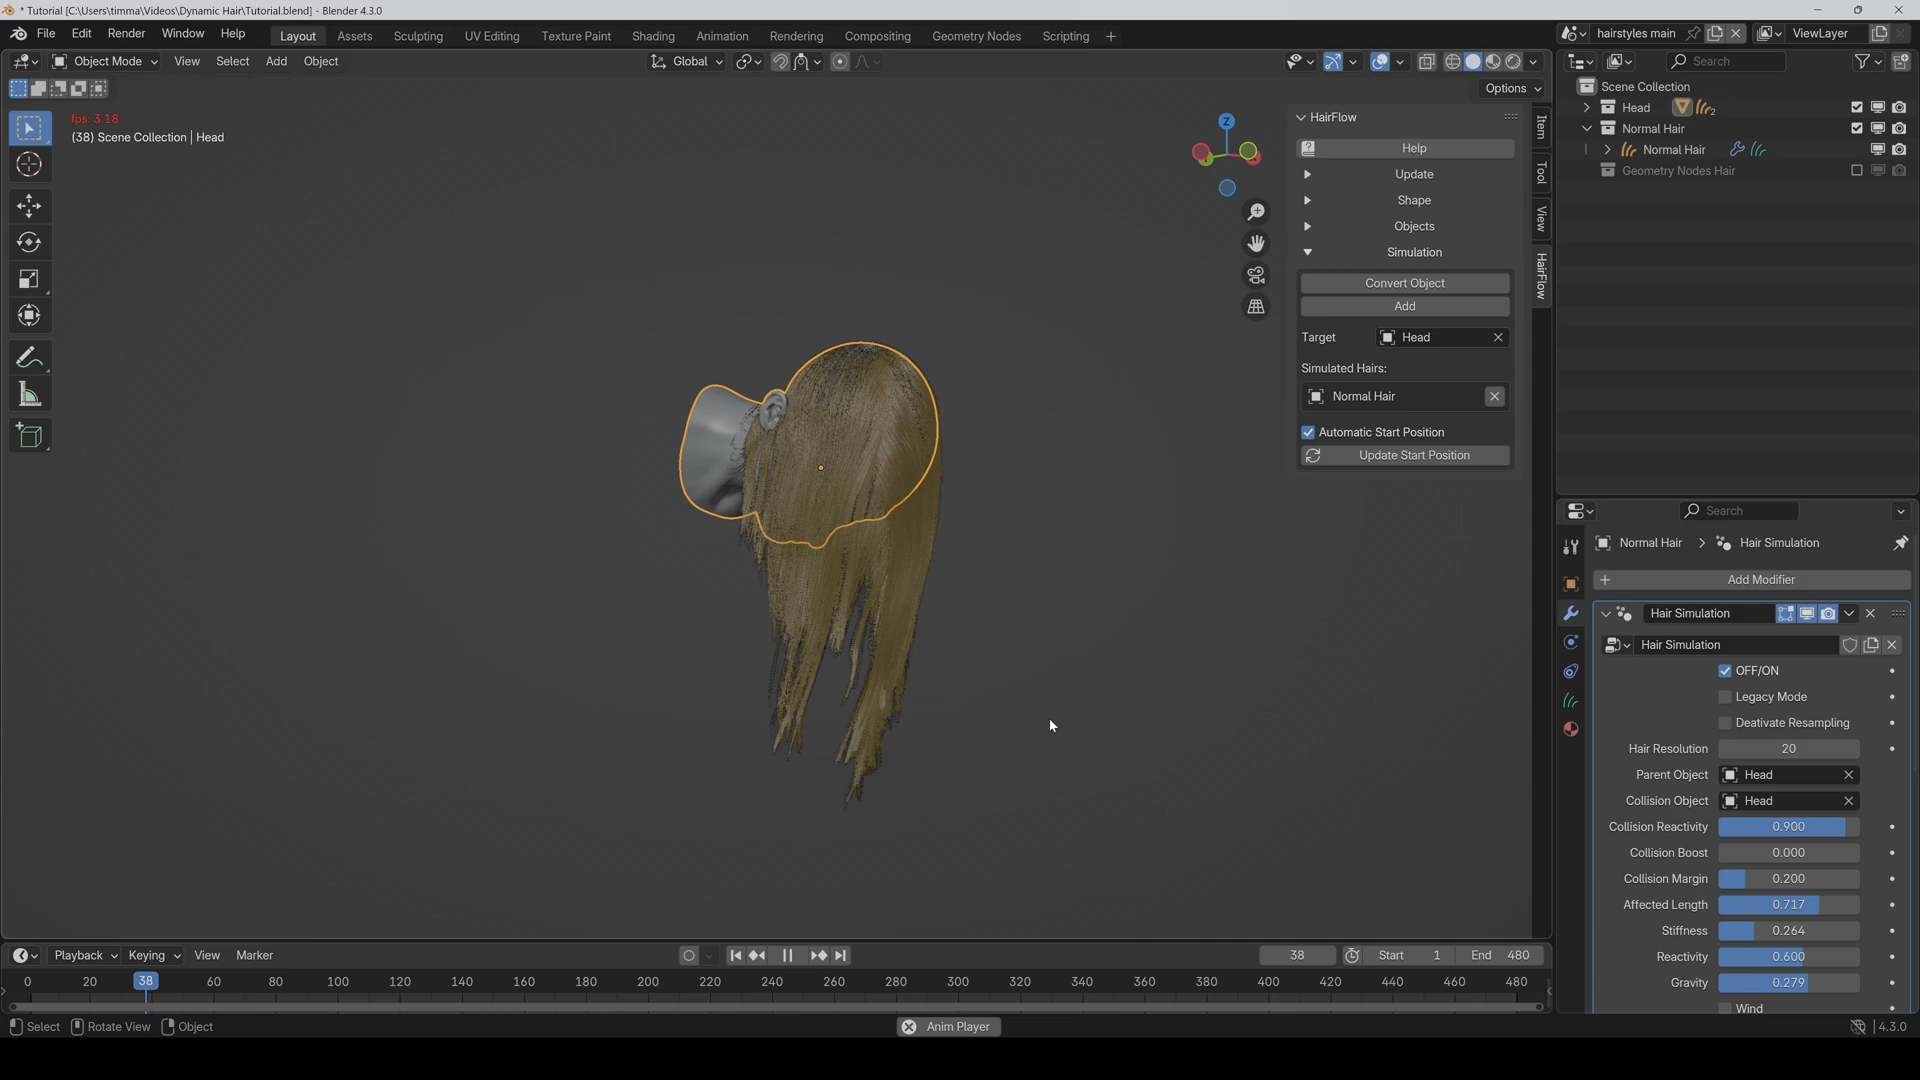 * Tutorial [C:\Users\timma\Videos\Dynamic Hair\Tutorial.blend] - Blender 4.3.0
File Edit Render Window Help Layout Assets Sculpting UV Editing Texture Paint Shading Animation Rendering Compositing Geometry Nodes Scripting + hairstyles main ViewLayer
Object Mode View Select Add Object Global Search
Options
Scene Collection
fps: 3.18
(38) Scene Collection | Head
Head 2
Normal Hair
Normal Hair
Geometry Nodes Hair
Z
HairFlow
Help
Update
Shape
Objects
Simulation
Convert Object
Add
Target Head
Simulated Hairs:
Normal Hair
Automatic Start Position
Update Start Position
Item
Tool
View
HairFlow
Search
Normal Hair > Hair Simulation
Add Modifier
Hair Simulation
Hair Simulation
OFF/ON
Legacy Mode
Deativate Resampling
Hair Resolution 20
Parent Object Head
Collision Object Head
Collision Reactivity 0.900
Collision Boost 0.000
Collision Margin 0.200
Affected Length 0.717
Stiffness 0.264
Reactivity 0.600
Gravity 0.279
Wind
Playback Keying View Marker 38 Start 1 End 480
0 20 38 60 80 100 120 140 160 180 200 220 240 260 280 300 320 340 360 380 400 420 440 460 480
Select Rotate View Object Anim Player 4.3.0